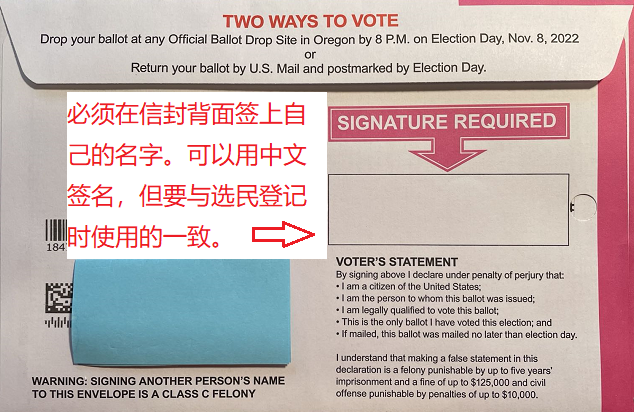 TWO WAYS TO VOTE
Drop your ballot at any Official Ballot Drop Site in Oregon by 8 P.M. on Election Day, Nov. 8, 2022
or
Return your ballot by U.S. Mail and postmarked by Election Day.
必须在信封背面签上自
己的名字。可以用中文
签名，但要与选民登记
时使用的一致。
SIGNATURE REQUIRED
184
VOTER'S STATEMENT
By signing above I declare under penalty of perjury that:
• I am a citizen of the United States;
• I am the person to whom this ballot was issued;
• I am legally qualified to vote this ballot;
• This is the only ballot I have voted this election; and
• If mailed, this ballot was mailed no later than election day.
I understand that making a false statement in this
declaration is a felony punishable by up to five years'
imprisonment and a fine of up to $125,000 and civil
offense punishable by penalties of up to $10,000.
WARNING: SIGNING ANOTHER PERSON'S NAME
TO THIS ENVELOPE IS A CLASS C FELONY